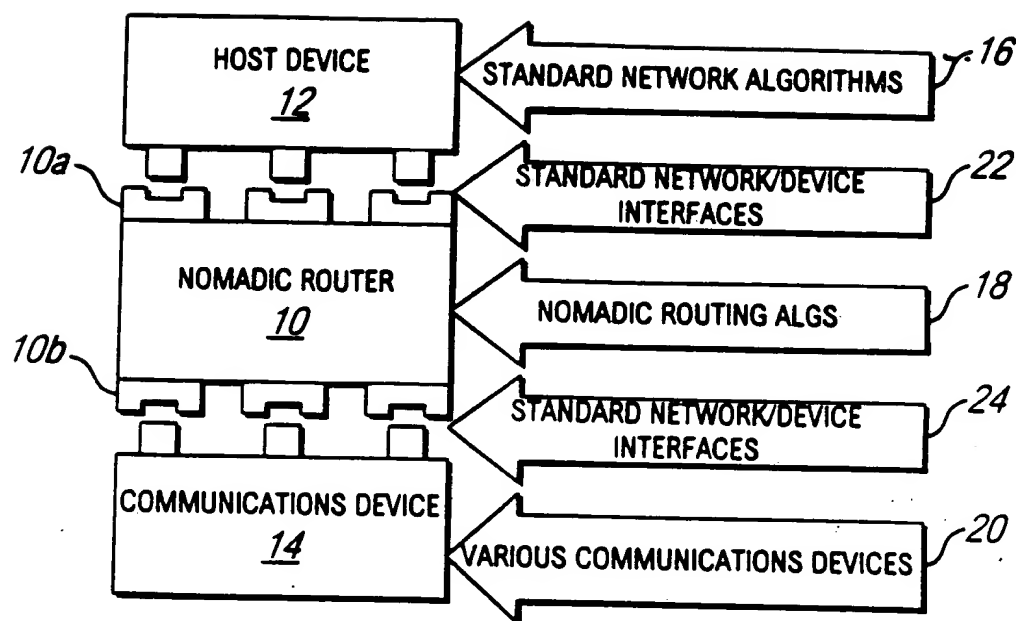 HOST DEVICE
12
STANDARD NETWORK ALGORITHMS
16
10a
STANDARD NETWORK/DEVICE
INTERFACES
22
NOMADIC ROUTER
10
NOMADIC ROUTING ALGS
18
10b
STANDARD NETWORK/DEVICE
INTERFACES
24
COMMUNICATIONS DEVICE
14
VARIOUS COMMUNICATIONS DEVICES
20